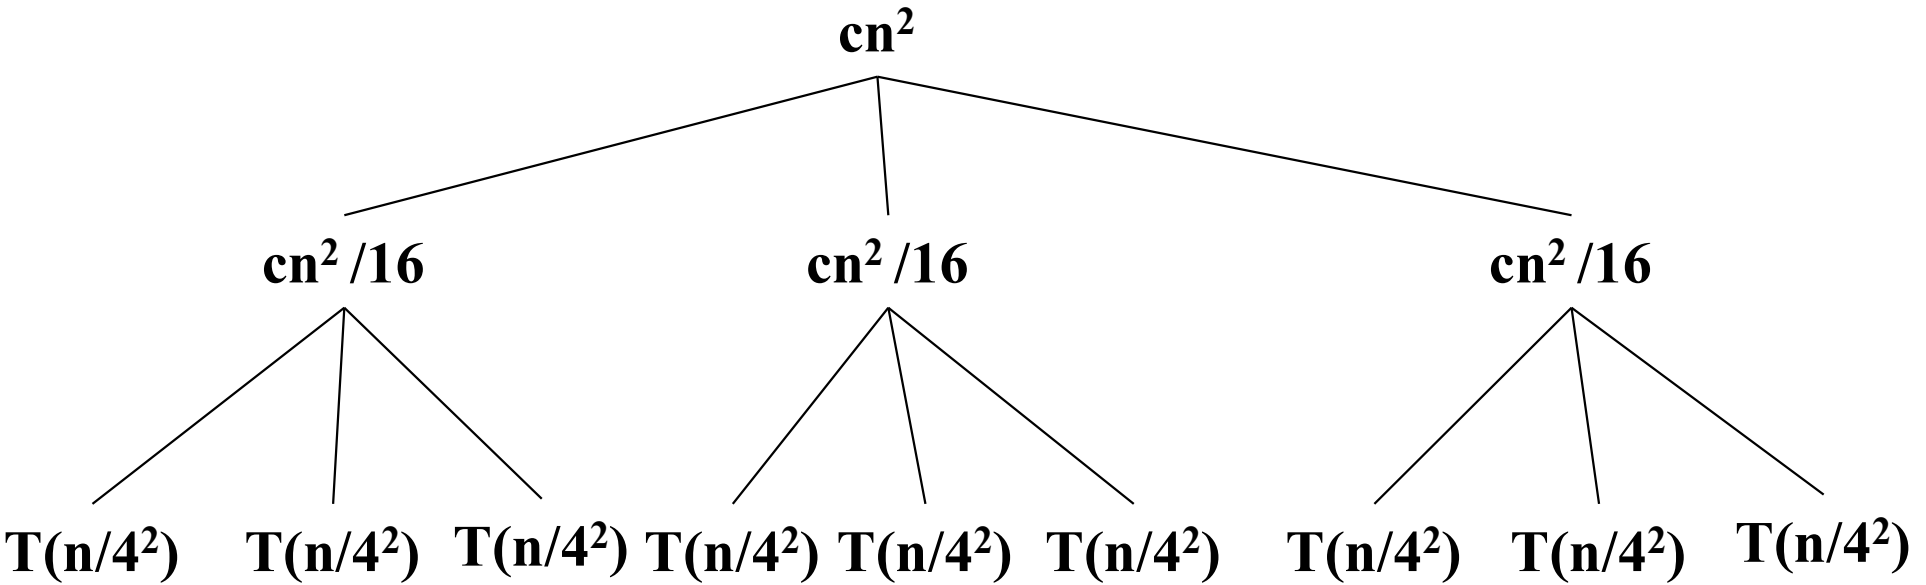 cn²
cn² /16 cn² /16 cn² /16
T(n/4²) T(n/4²) T(n/4²) T(n/4²) T(n/4²) T(n/4²) T(n/4²) T(n/4²) T(n/4²)